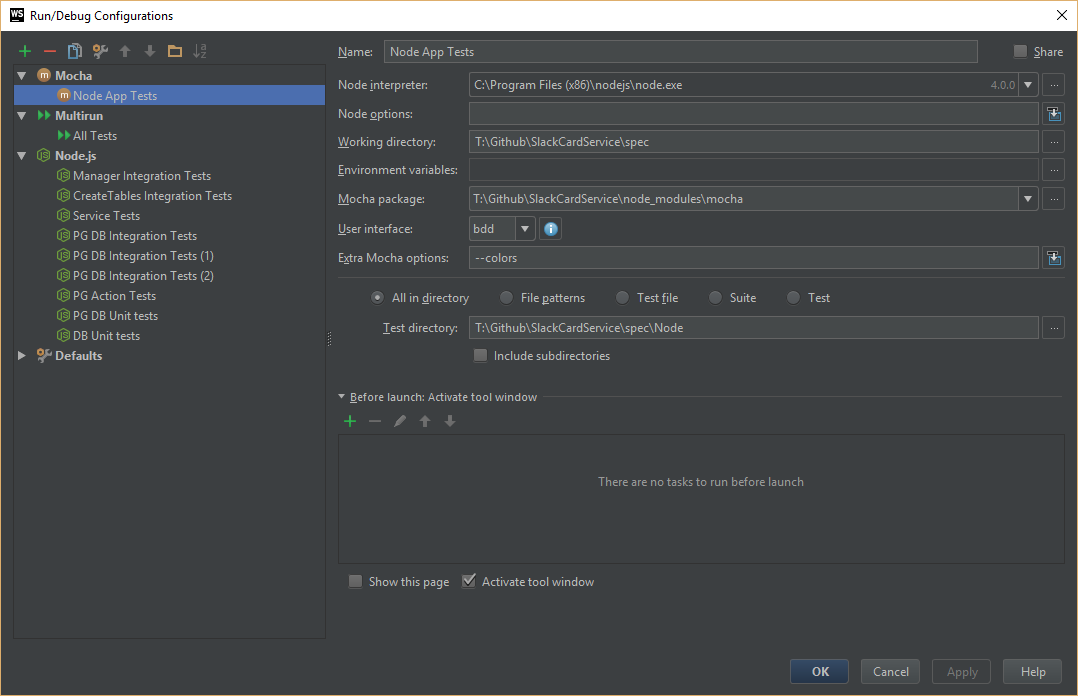 WS Run/Debug Configurations
Name: Node App Tests Share
m Mocha
m Node App Tests
Multirun
All Tests
Node.js
Manager Integration Tests
CreateTables Integration Tests
Service Tests
PG DB Integration Tests
PG DB Integration Tests (1)
PG DB Integration Tests (2)
PG Action Tests
PG DB Unit tests
DB Unit tests
Defaults
Node interpreter: C:\Program Files (x86)\nodejs\node.exe 4.0.0 ...
Node options:
Working directory: T:\Github\SlackCardService\spec ...
Environment variables: ...
Mocha package: T:\Github\SlackCardService\node_modules\mocha ...
User interface: bdd
Extra Mocha options: --colors
All in directory File patterns Test file Suite Test
Test directory: T:\Github\SlackCardService\spec\Node ...
Include subdirectories
Before launch: Activate tool window
There are no tasks to run before launch
Show this page Activate tool window
OK Cancel Apply Help